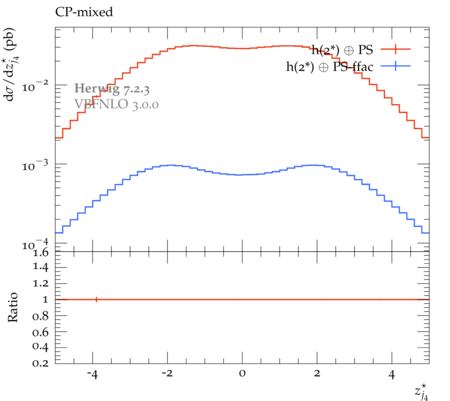 CP-mixed
h(2*) ⊕ PS
h(2*) ⊕ PS-ffac
Herwig 7.2.3
VBFNLO 3.0.0
dσ/dz*j4 (pb)
10−2
10−3
10−4
1.6
1.4
1.2
1
0.8
0.6
0.4
0.2
Ratio
-4 -2 0 2 4
z*j4